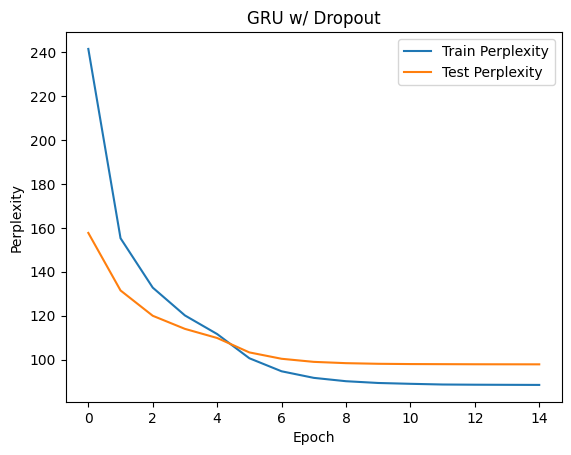 GRU w/ Dropout
Train Perplexity
Test Perplexity
240
220
200
180
160
140
120
100
Perplexity
0 2 4 6 8 10 12 14
Epoch